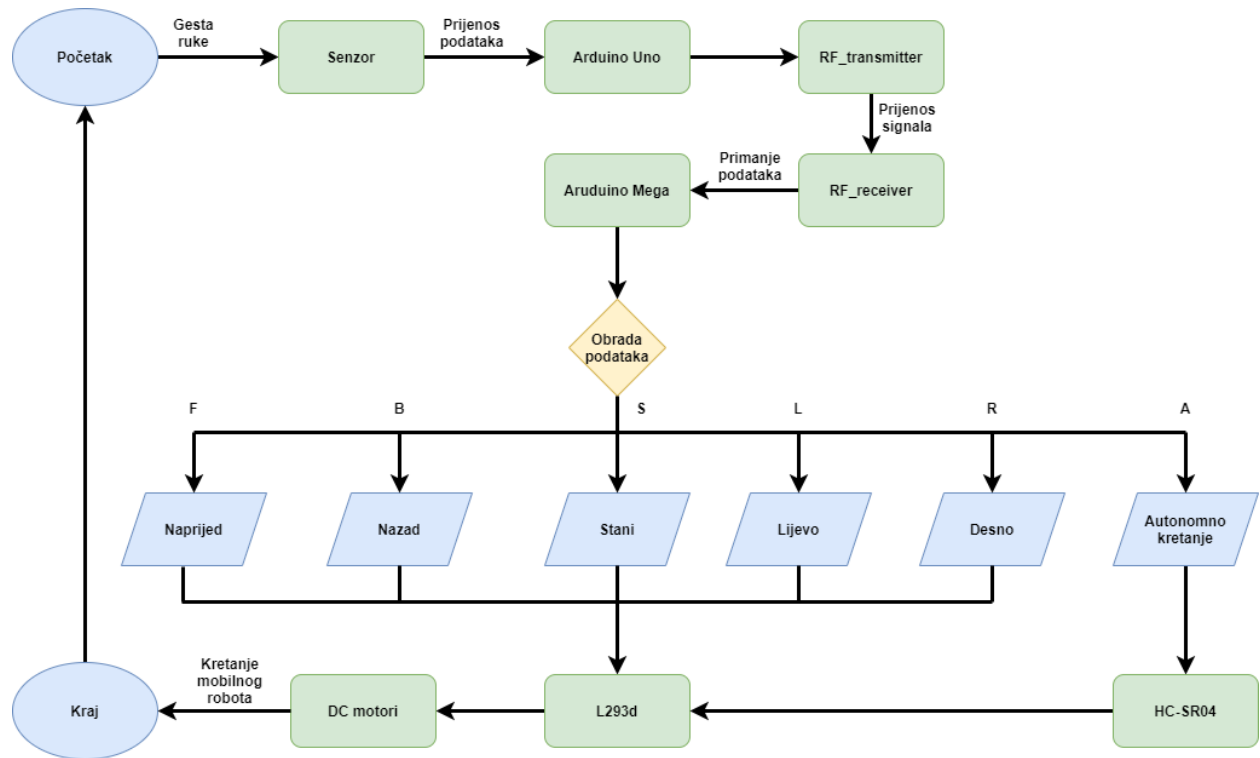 Početak
Gesta
ruke
Senzor
Prijenos
podataka
Arduino Uno
RF_transmitter
Prijenos
signala
Aruduino Mega
Primanje
podataka
RF_receiver
Obrada
podataka
F
B
S
L
R
A
Naprijed
Nazad
Stani
Lijevo
Desno
Autonomno
kretanje
Kraj
Kretanje
mobilnog
robota
DC motori
L293d
HC-SR04